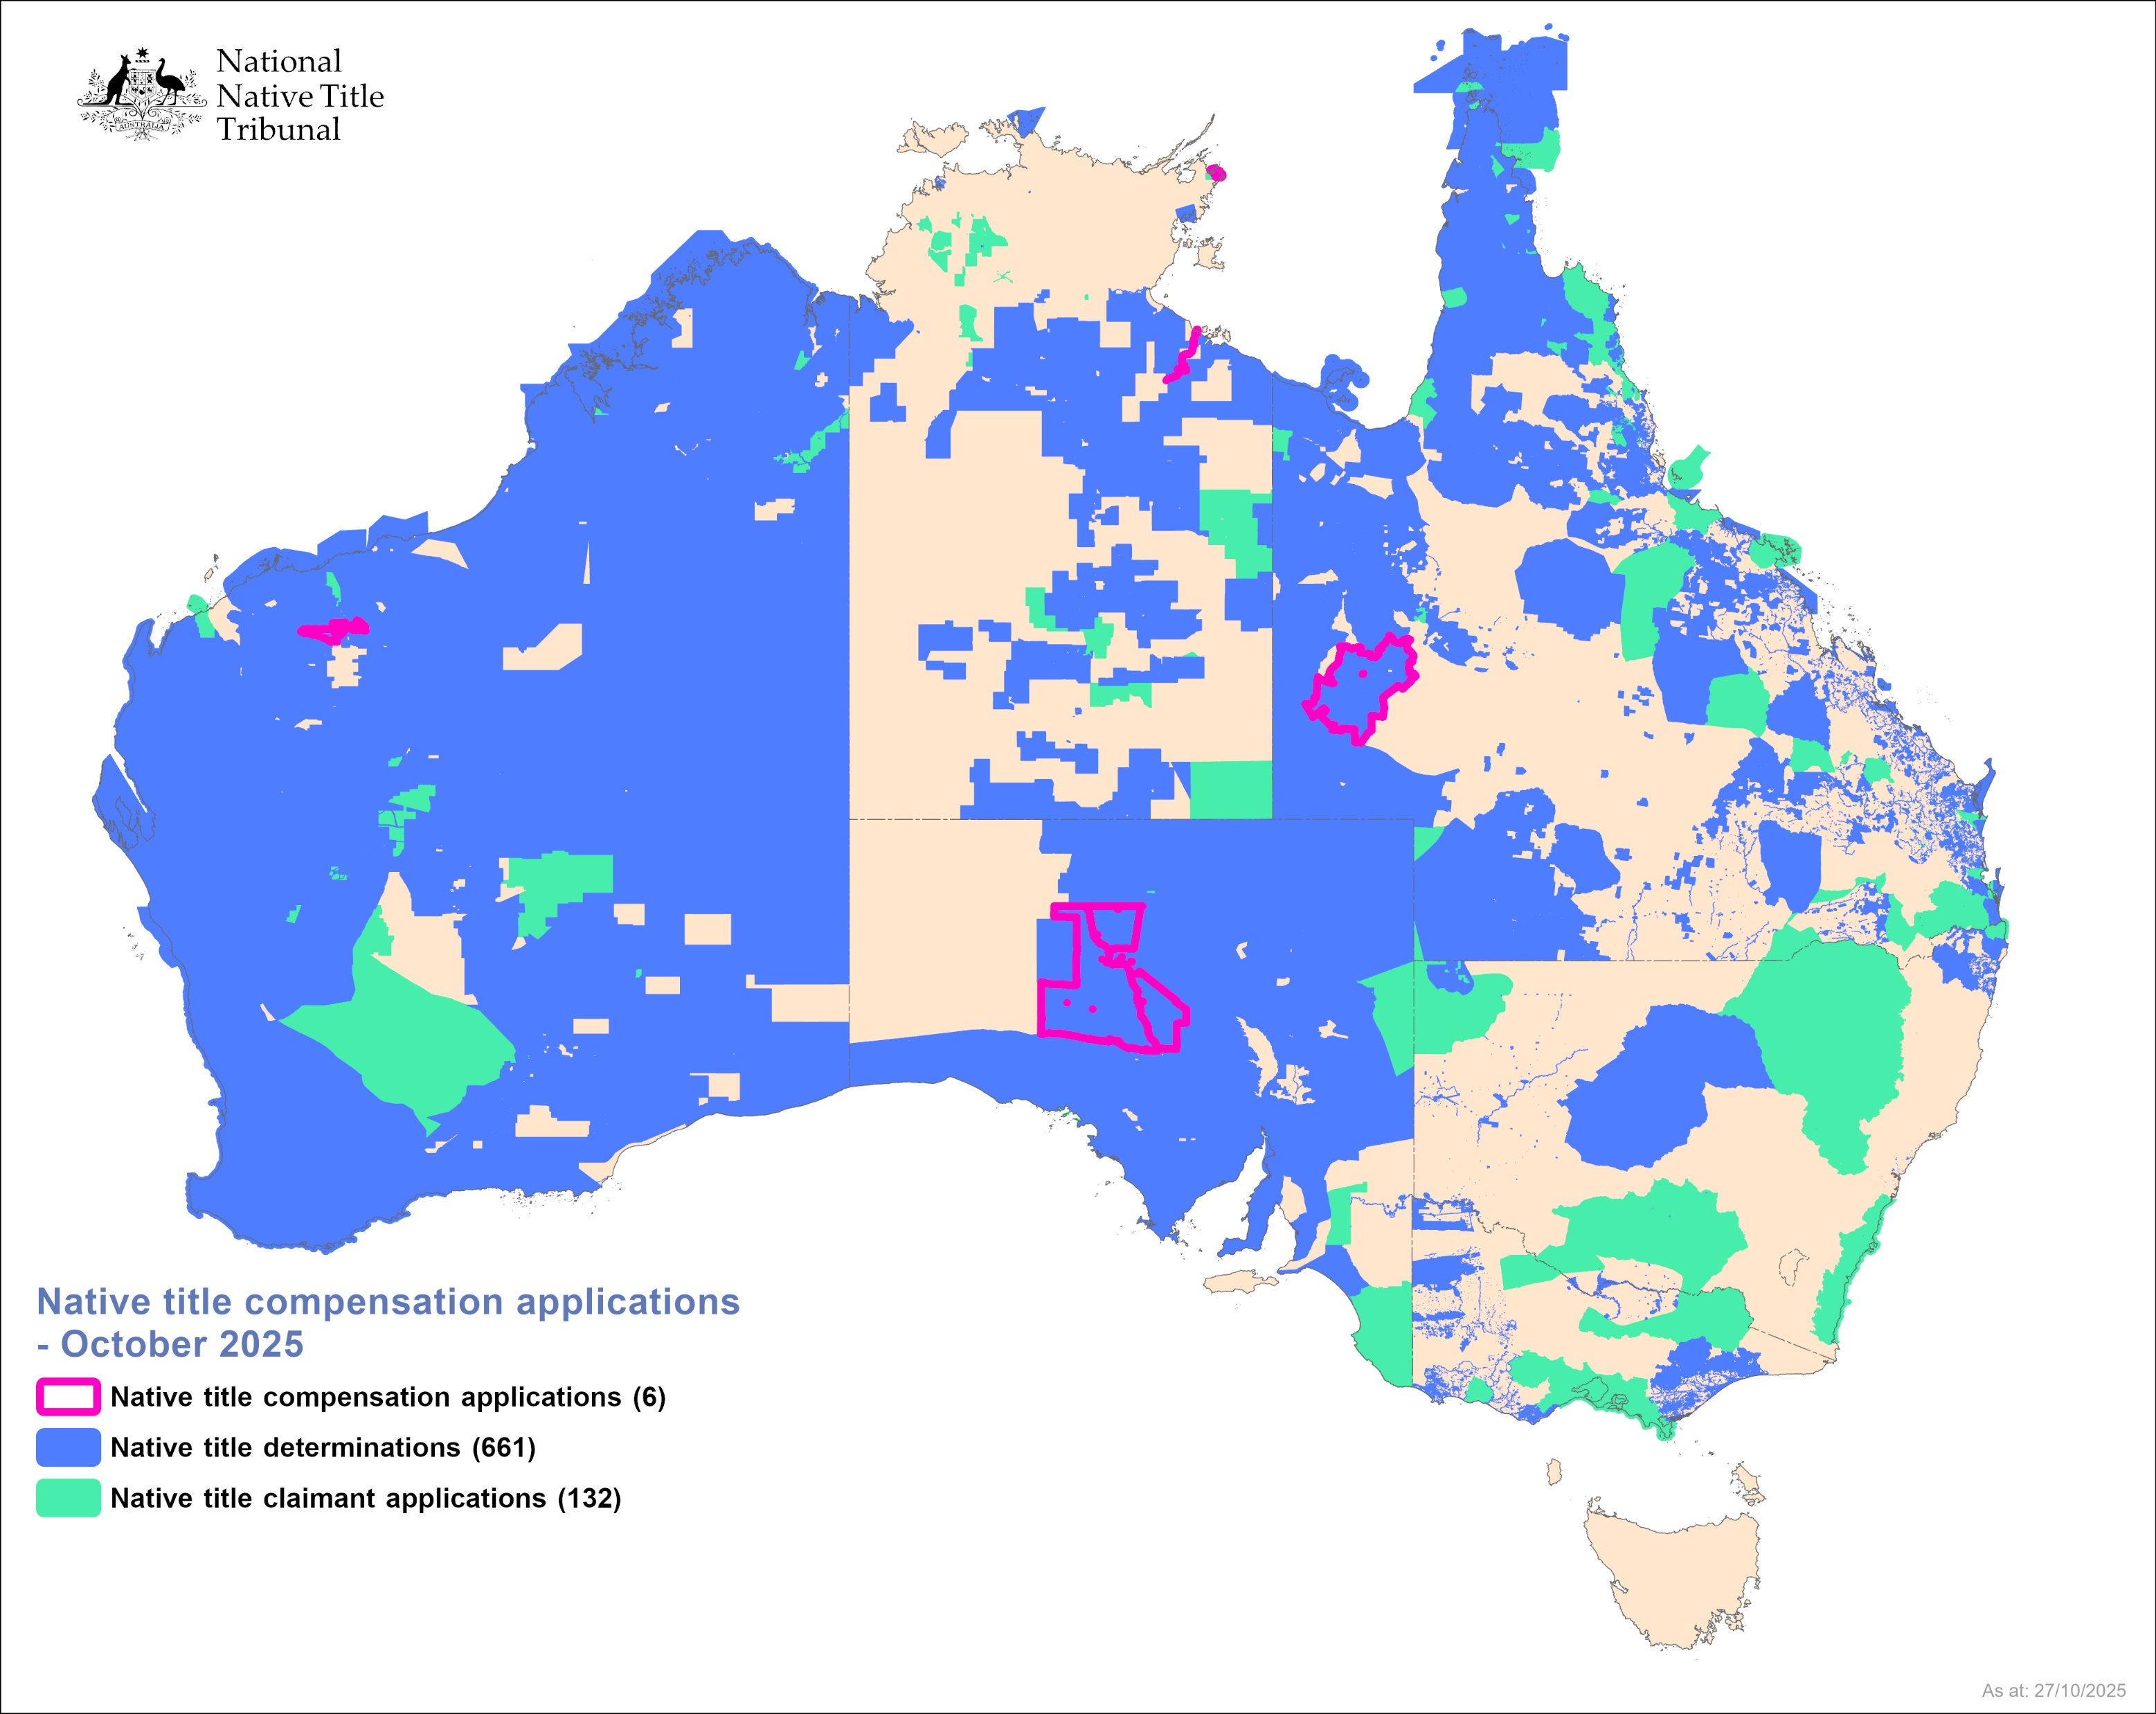 National
Native Title
Tribunal
AUSTRALIA
Native title compensation applications
- October 2025
Native title compensation applications (6)
Native title determinations (661)
Native title claimant applications (132)
As at: 27/10/2025